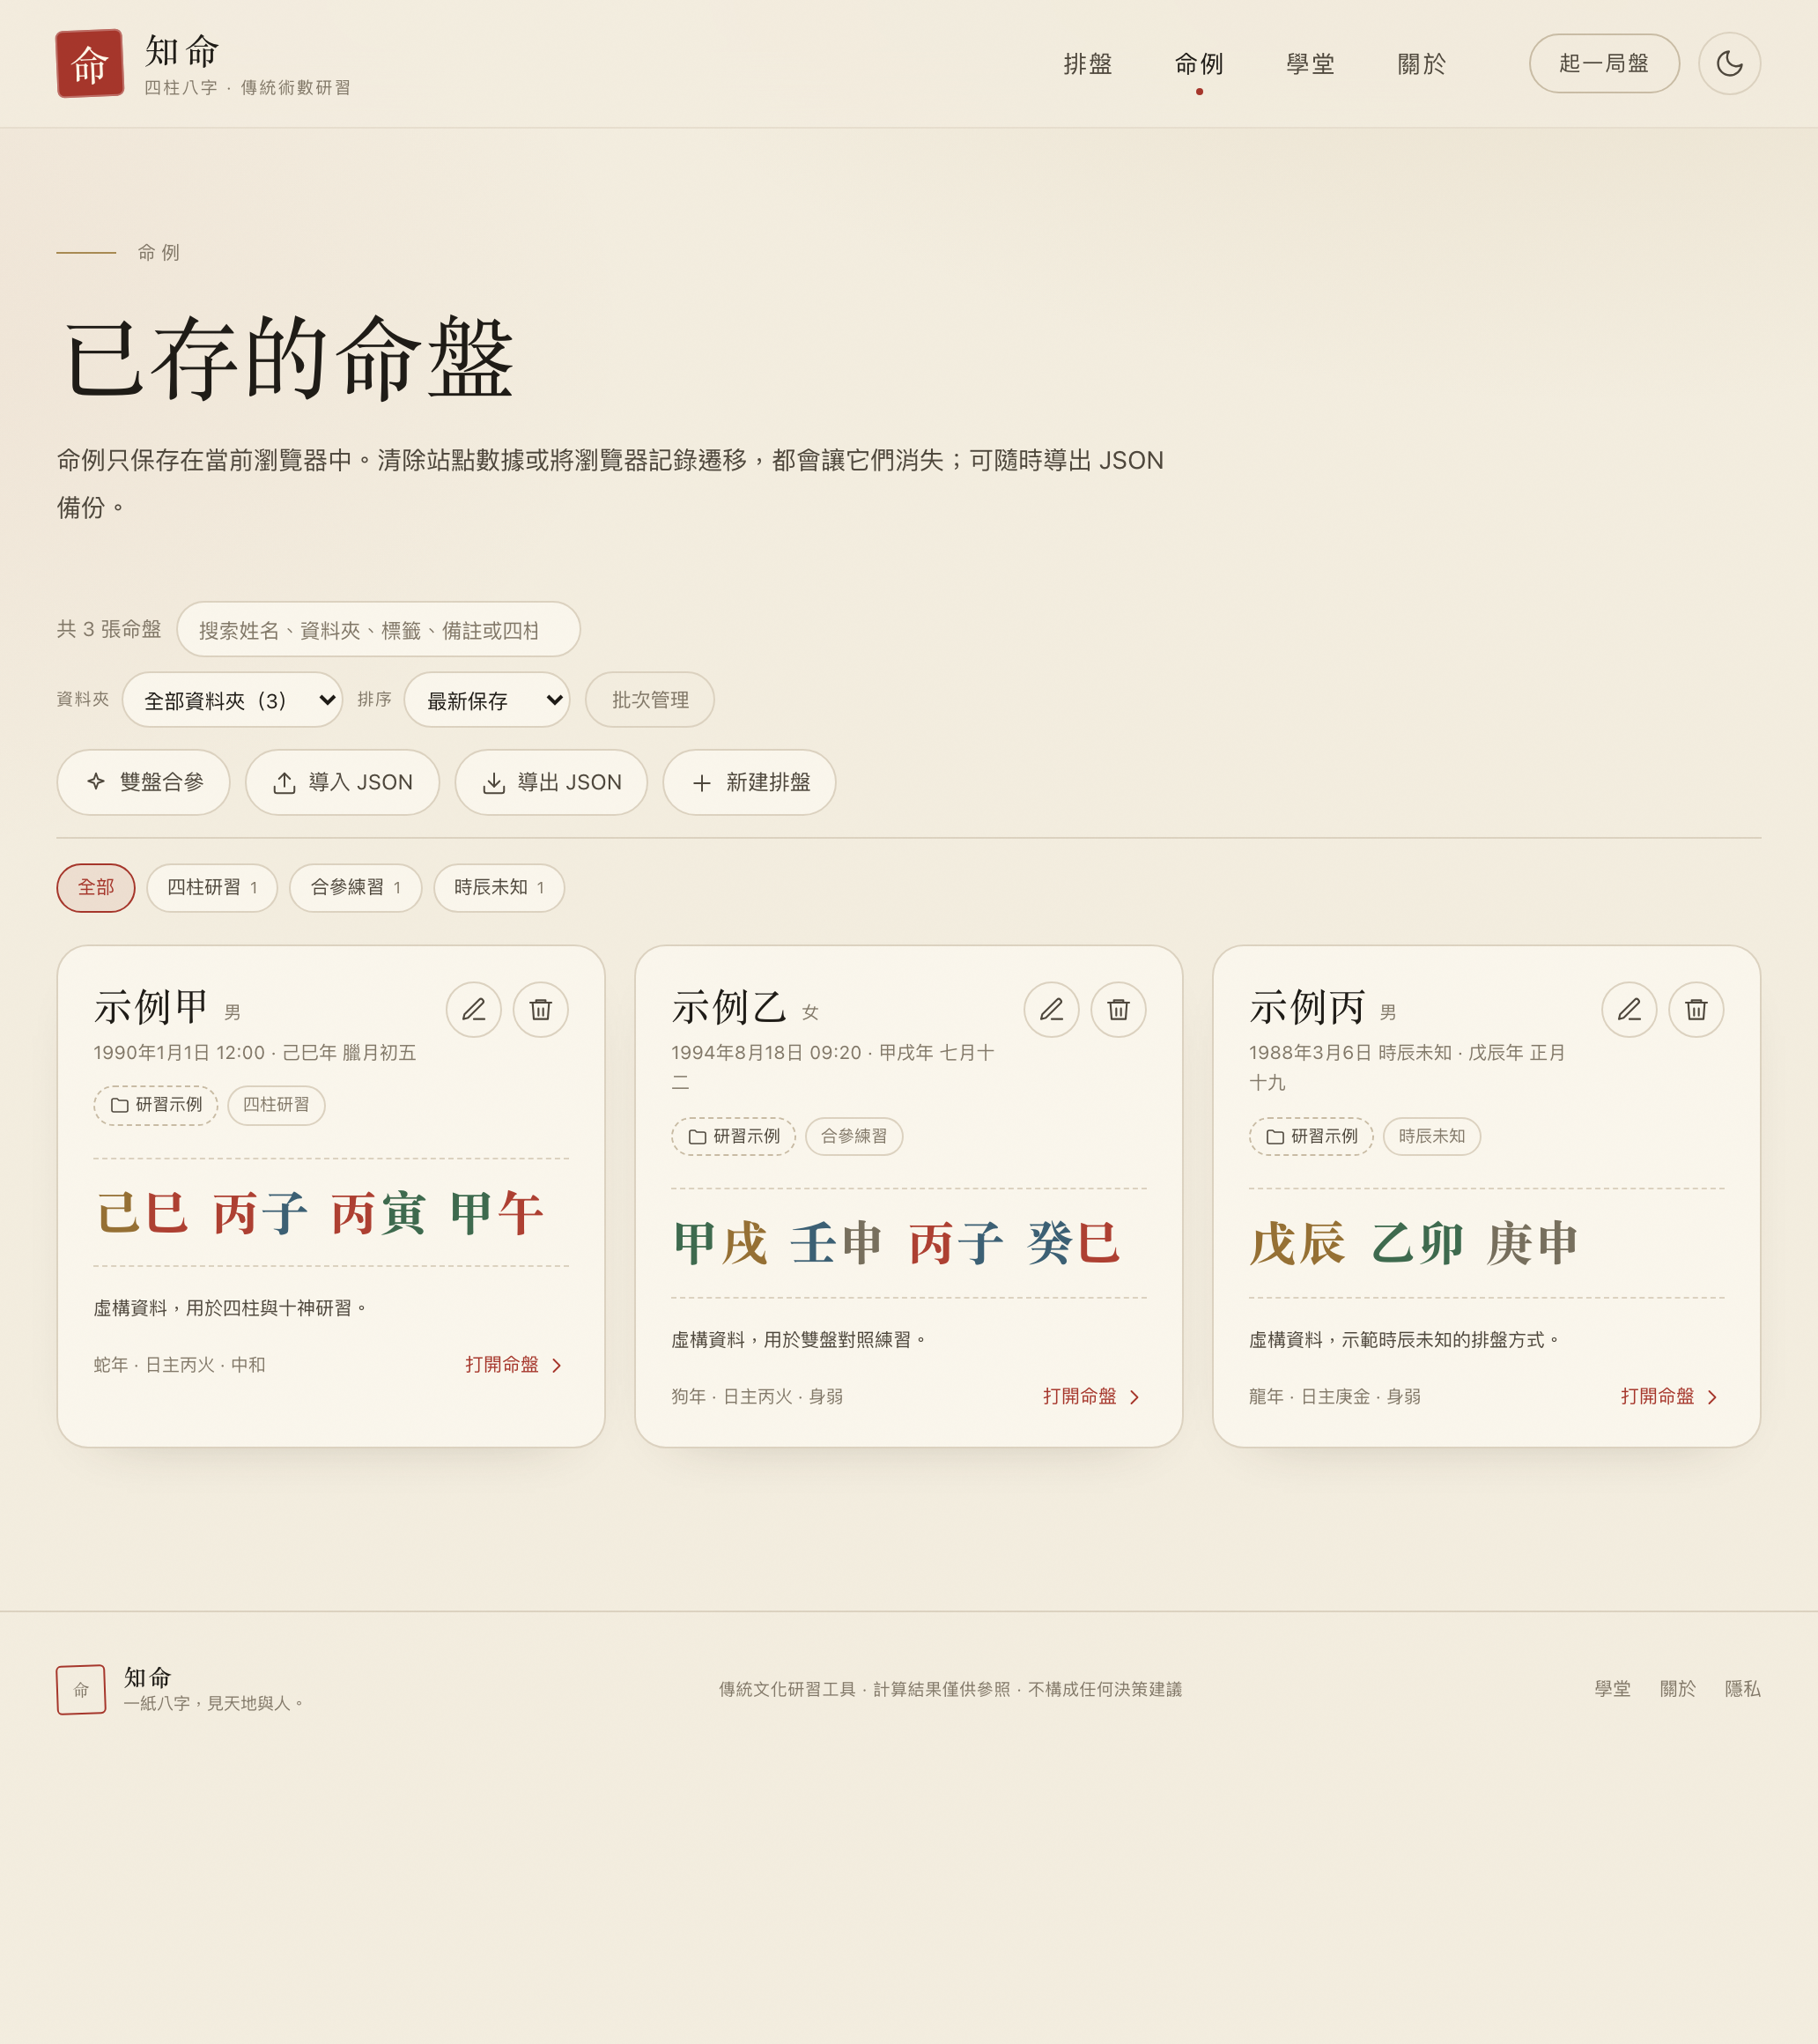 命
知命
四柱八字 · 傳統術數研習
排盤
命例
學堂
關於
起一局盤
命例
已存的命盤
命例只保存在當前瀏覽器中。清除站點數據或將瀏覽器記錄遷移，都會讓它們消失；可隨時導出 JSON
備份。
共 3 張命盤
搜索姓名、資料夾、標籤、備註或四柱
資料夾
全部資料夾（3）
排序
最新保存
批次管理
雙盤合參
導入 JSON
導出 JSON
新建排盤
全部
四柱研習 1
合參練習 1
時辰未知 1
示例甲 男
1990年1月1日 12:00 · 己巳年 臘月初五
研習示例
四柱研習
己巳 丙子 丙寅 甲午
虛構資料，用於四柱與十神研習。
蛇年 · 日主丙火 · 中和
打開命盤
示例乙 女
1994年8月18日 09:20 · 甲戌年 七月十
二
研習示例
合參練習
甲戌 壬申 丙子 癸巳
虛構資料，用於雙盤對照練習。
狗年 · 日主丙火 · 身弱
打開命盤
示例丙 男
1988年3月6日 時辰未知 · 戊辰年 正月
十九
研習示例
時辰未知
戊辰 乙卯 庚申
虛構資料，示範時辰未知的排盤方式。
龍年 · 日主庚金 · 身弱
打開命盤
命
知命
一紙八字，見天地與人。
傳統文化研習工具 · 計算結果僅供參照 · 不構成任何決策建議
學堂
關於
隱私